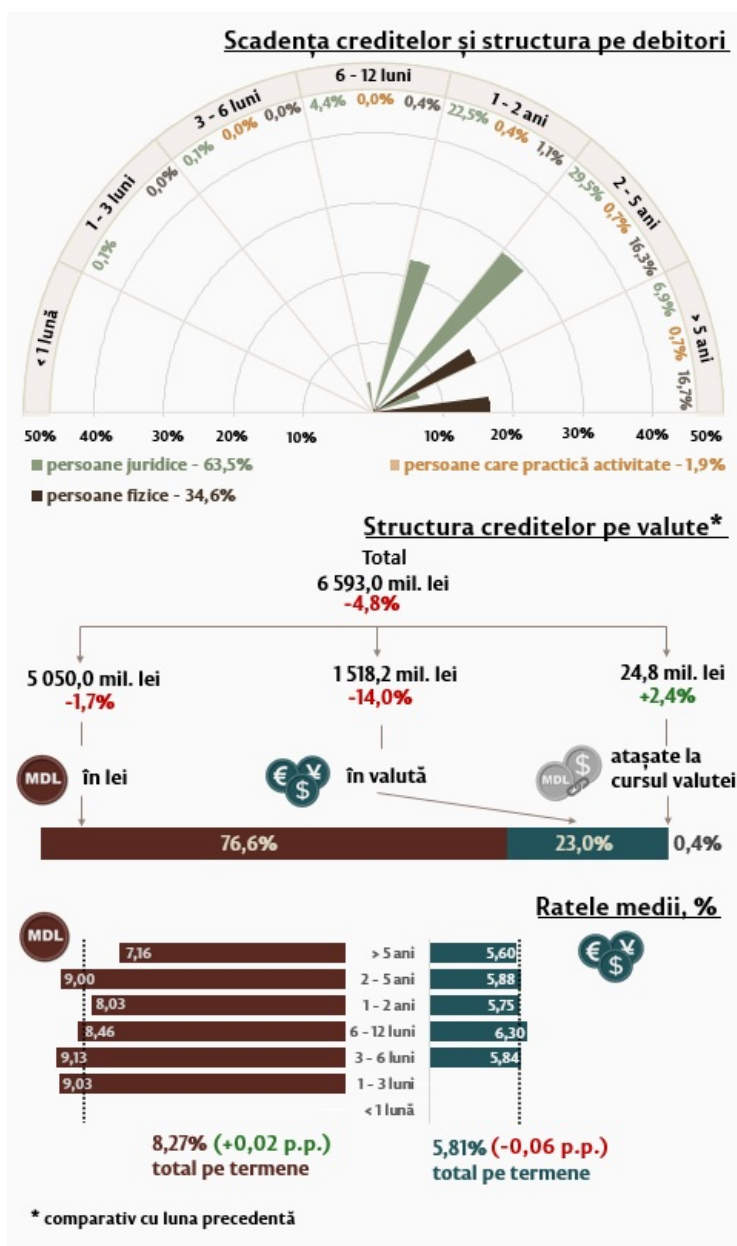 Scadența creditelor și structura pe debitori
6 - 12 luni
3 - 6 luni
1 - 2 ani
1 - 3 luni
2 - 5 ani
< 1 lună
> 5 ani
0,1%
0,0%
0,1%
0,0%
0,0%
4,4%
0,0%
0,4%
22,5%
0,4%
1,1%
29,5%
0,7%
16,3%
6,9%
0,7%
16,7%
50% 40% 30% 20% 10% 10% 20% 30% 40% 50%
persoane juridice - 63,5%
persoane care practică activitate - 1,9%
persoane fizice - 34,6%
Structura creditelor pe valute*
Total
6 593,0 mil. lei
-4,8%
5 050,0 mil. lei
-1,7%
1 518,2 mil. lei
-14,0%
24,8 mil. lei
+2,4%
MDL în lei
€ ¥ $ în valută
MDL $ atașate la
cursul valutei
76,6% 23,0% 0,4%
Ratele medii, %
MDL
€ ¥ $
7,16 > 5 ani 5,60
9,00 2 - 5 ani 5,88
8,03 1 - 2 ani 5,75
8,46 6 - 12 luni 6,30
9,13 3 - 6 luni 5,84
9,03 1 - 3 luni
< 1 lună
8,27% (+0,02 p.p.)
total pe termene
5,81% (-0,06 p.p.)
total pe termene
* comparativ cu luna precedentă